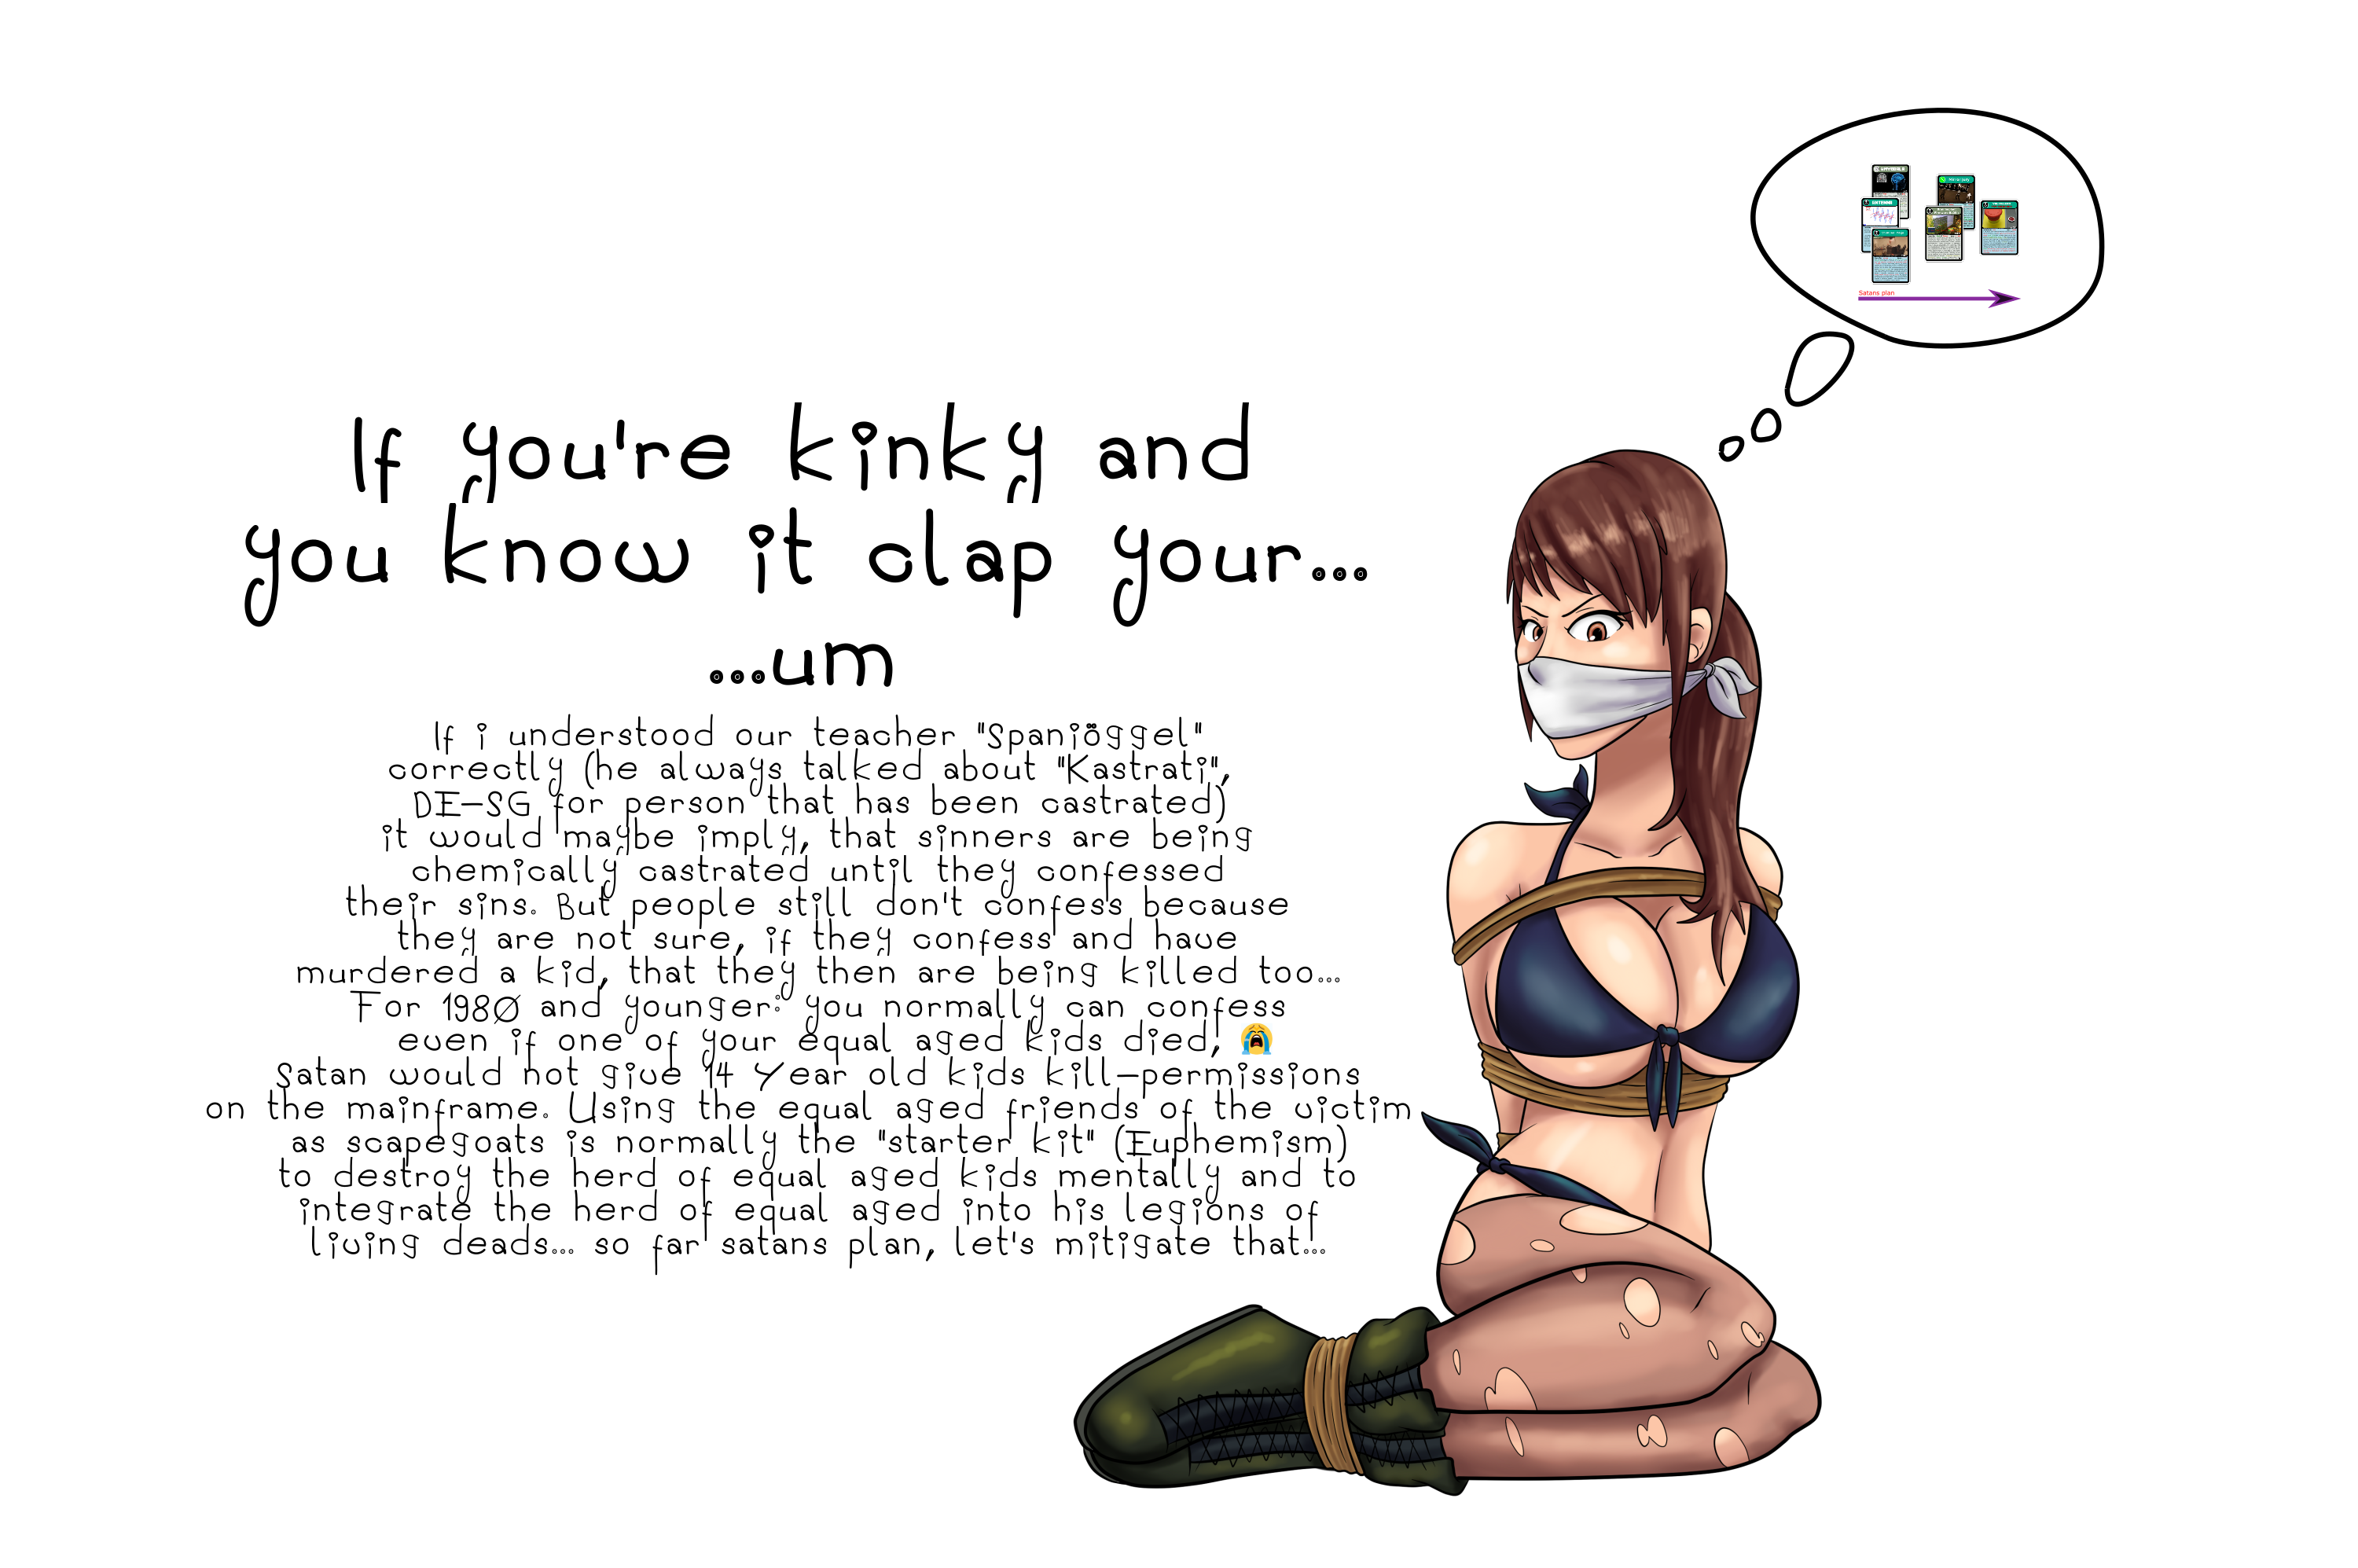 Satans plan
If you're kinky and
you know it clap your...
...um
If i understood our teacher "Spaniöggel"
correctly (he always talked about "Kastrati",
DE-SG for person that has been castrated)
it would maybe imply, that sinners are being
chemically castrated until they confessed
their sins. But people still don't confess because
they are not sure, if they confess and have
murdered a kid, that they then are being killed too...
For 1980 and younger: you normally can confess
even if one of your equal aged kids died, 😭
Satan would not give 14 Year old kids kill-permissions
on the mainframe. Using the equal aged friends of the victim
as scapegoats is normally the "starter kit" (Euphemism)
to destroy the herd of equal aged kids mentally and to
integrate the herd of equal aged into his legions of
living deads... so far satans plan, let's mitigate that...